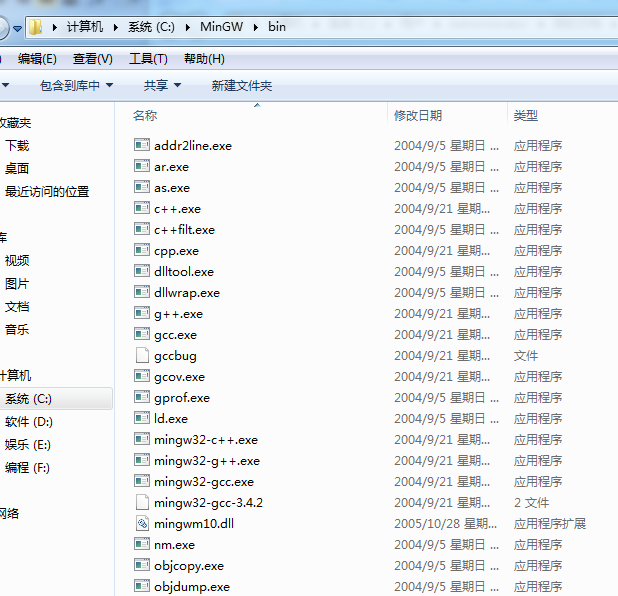 计算机 系统 (C:) MinGW bin
编辑(E) 查看(V) 工具(T) 帮助(H)
包含到库中 共享 新建文件夹
收藏夹
下载
桌面
最近访问的位置
库
视频
图片
文档
音乐
计算机
系统 (C:)
软件 (D:)
娱乐 (E:)
编程 (F:)
网络
名称 修改日期 类型
addr2line.exe 2004/9/5 星期日 ... 应用程序
ar.exe 2004/9/5 星期日 ... 应用程序
as.exe 2004/9/5 星期日 ... 应用程序
c++.exe 2004/9/21 星期... 应用程序
c++filt.exe 2004/9/5 星期日 ... 应用程序
cpp.exe 2004/9/21 星期... 应用程序
dlltool.exe 2004/9/5 星期日 ... 应用程序
dllwrap.exe 2004/9/5 星期日 ... 应用程序
g++.exe 2004/9/21 星期... 应用程序
gcc.exe 2004/9/21 星期... 应用程序
gccbug 2004/9/21 星期... 文件
gcov.exe 2004/9/21 星期... 应用程序
gprof.exe 2004/9/5 星期日 ... 应用程序
ld.exe 2004/9/5 星期日 ... 应用程序
mingw32-c++.exe 2004/9/21 星期... 应用程序
mingw32-g++.exe 2004/9/21 星期... 应用程序
mingw32-gcc.exe 2004/9/21 星期... 应用程序
mingw32-gcc-3.4.2 2004/9/21 星期... 2 文件
mingwm10.dll 2005/10/28 星期... 应用程序扩展
nm.exe 2004/9/5 星期日 ... 应用程序
objcopy.exe 2004/9/5 星期日 ... 应用程序
objdump.exe 2004/9/5 星期日 ... 应用程序